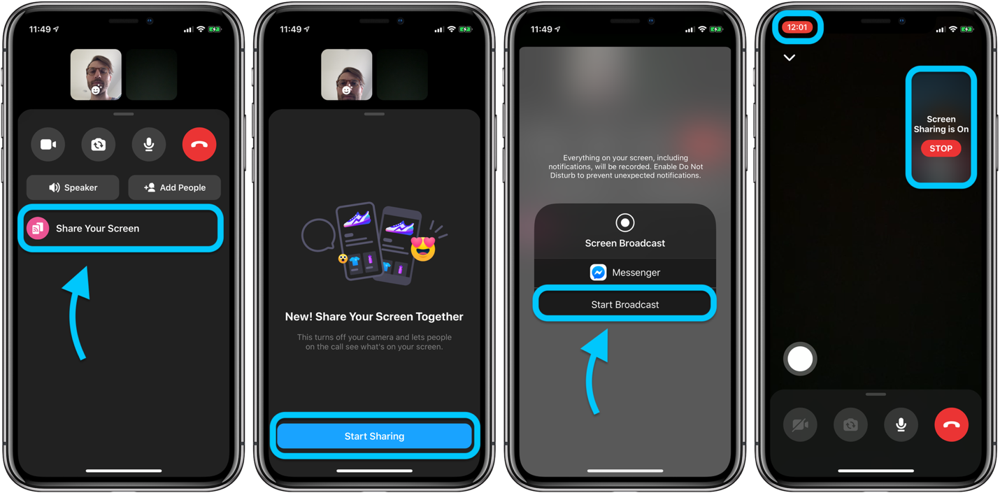 11:49
Speaker
Add People
Share Your Screen
11:49
New! Share Your Screen Together
This turns off your camera and lets people
on the call see what's on your screen.
Start Sharing
11:49
Everything on your screen, including
notifications, will be recorded. Enable Do Not
Disturb to prevent unexpected notifications.
Screen Broadcast
Messenger
Start Broadcast
12:01
Screen
Sharing is On
STOP